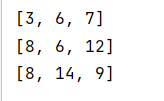 [3, 6, 7]
[8, 6, 12]
[8, 14, 9]